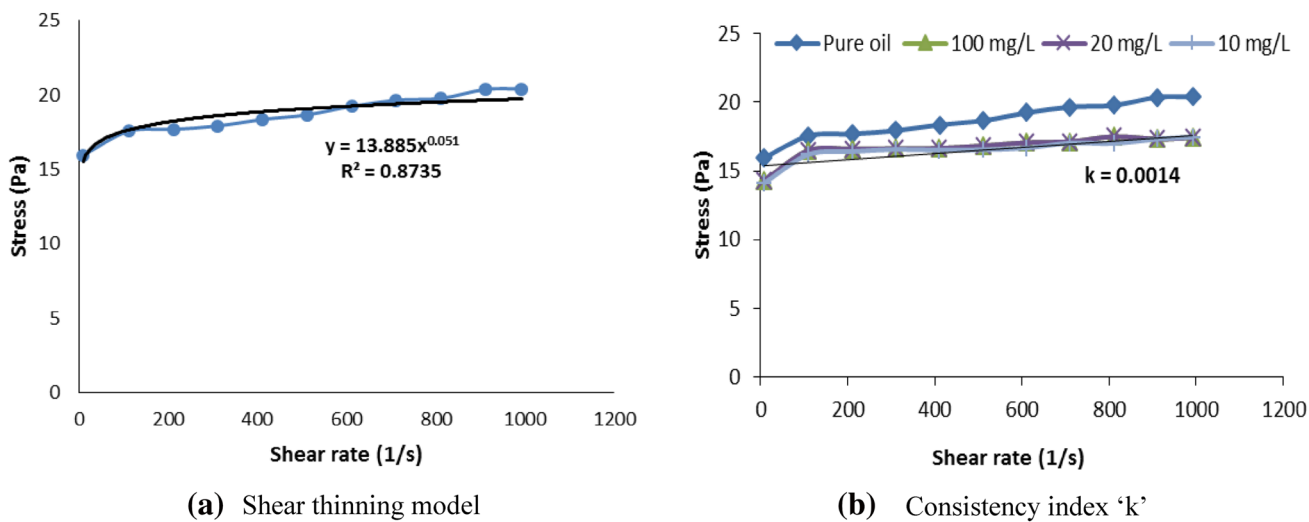 25
20
15
10
5
0
0 200 400 600 800 1000 1200
Stress (Pa)
Shear rate (1/s)
y = 13.885x^0.051
R² = 0.8735
(a) Shear thinning model
25
20
15
10
5
0
0 200 400 600 800 1000 1200
Stress (Pa)
Shear rate (1/s)
Pure oil 100 mg/L 20 mg/L 10 mg/L
k = 0.0014
(b) Consistency index ‘k’